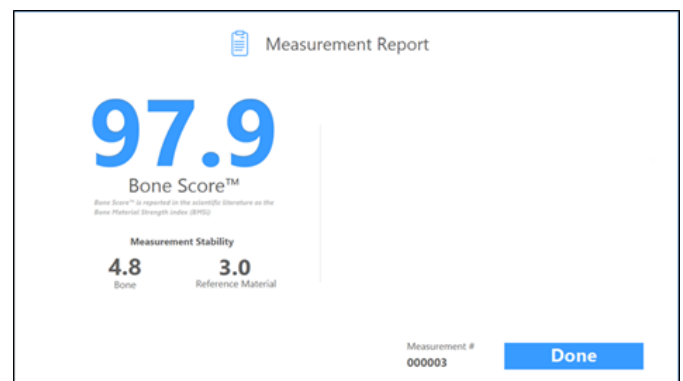 Measurement Report
97.9
Bone Score™
Bone Score™ is reported in the scientific literature as the
Bone Material Strength Index (BMSi)
Measurement Stability
4.8 3.0
Bone Reference Material
Measurement #
000003
Done